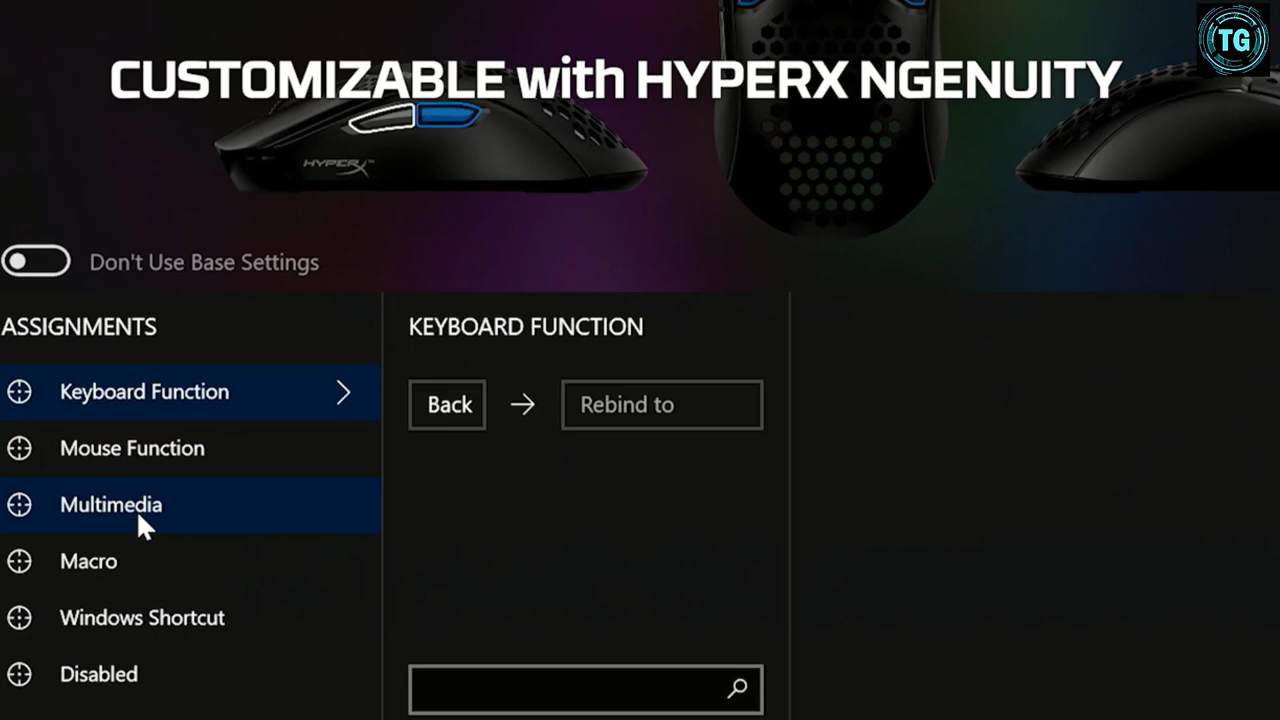 TG
CUSTOMIZABLE with HYPERX NGENUITY
HYPERX™
Don't Use Base Settings
ASSIGNMENTS
Keyboard Function
Mouse Function
Multimedia
Macro
Windows Shortcut
Disabled
KEYBOARD FUNCTION
Back
Rebind to